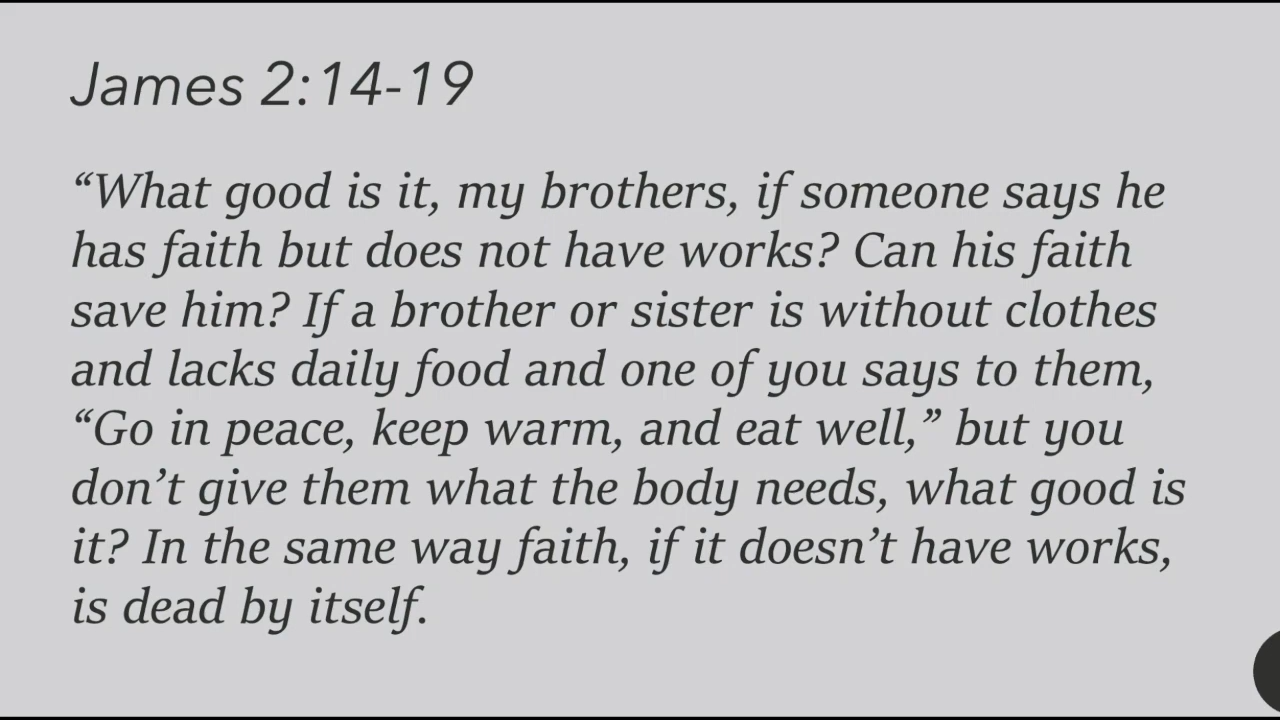 James 2:14-19
“What good is it, my brothers, if someone says he
has faith but does not have works? Can his faith
save him? If a brother or sister is without clothes
and lacks daily food and one of you says to them,
“Go in peace, keep warm, and eat well,” but you
don’t give them what the body needs, what good is
it? In the same way faith, if it doesn’t have works,
is dead by itself.